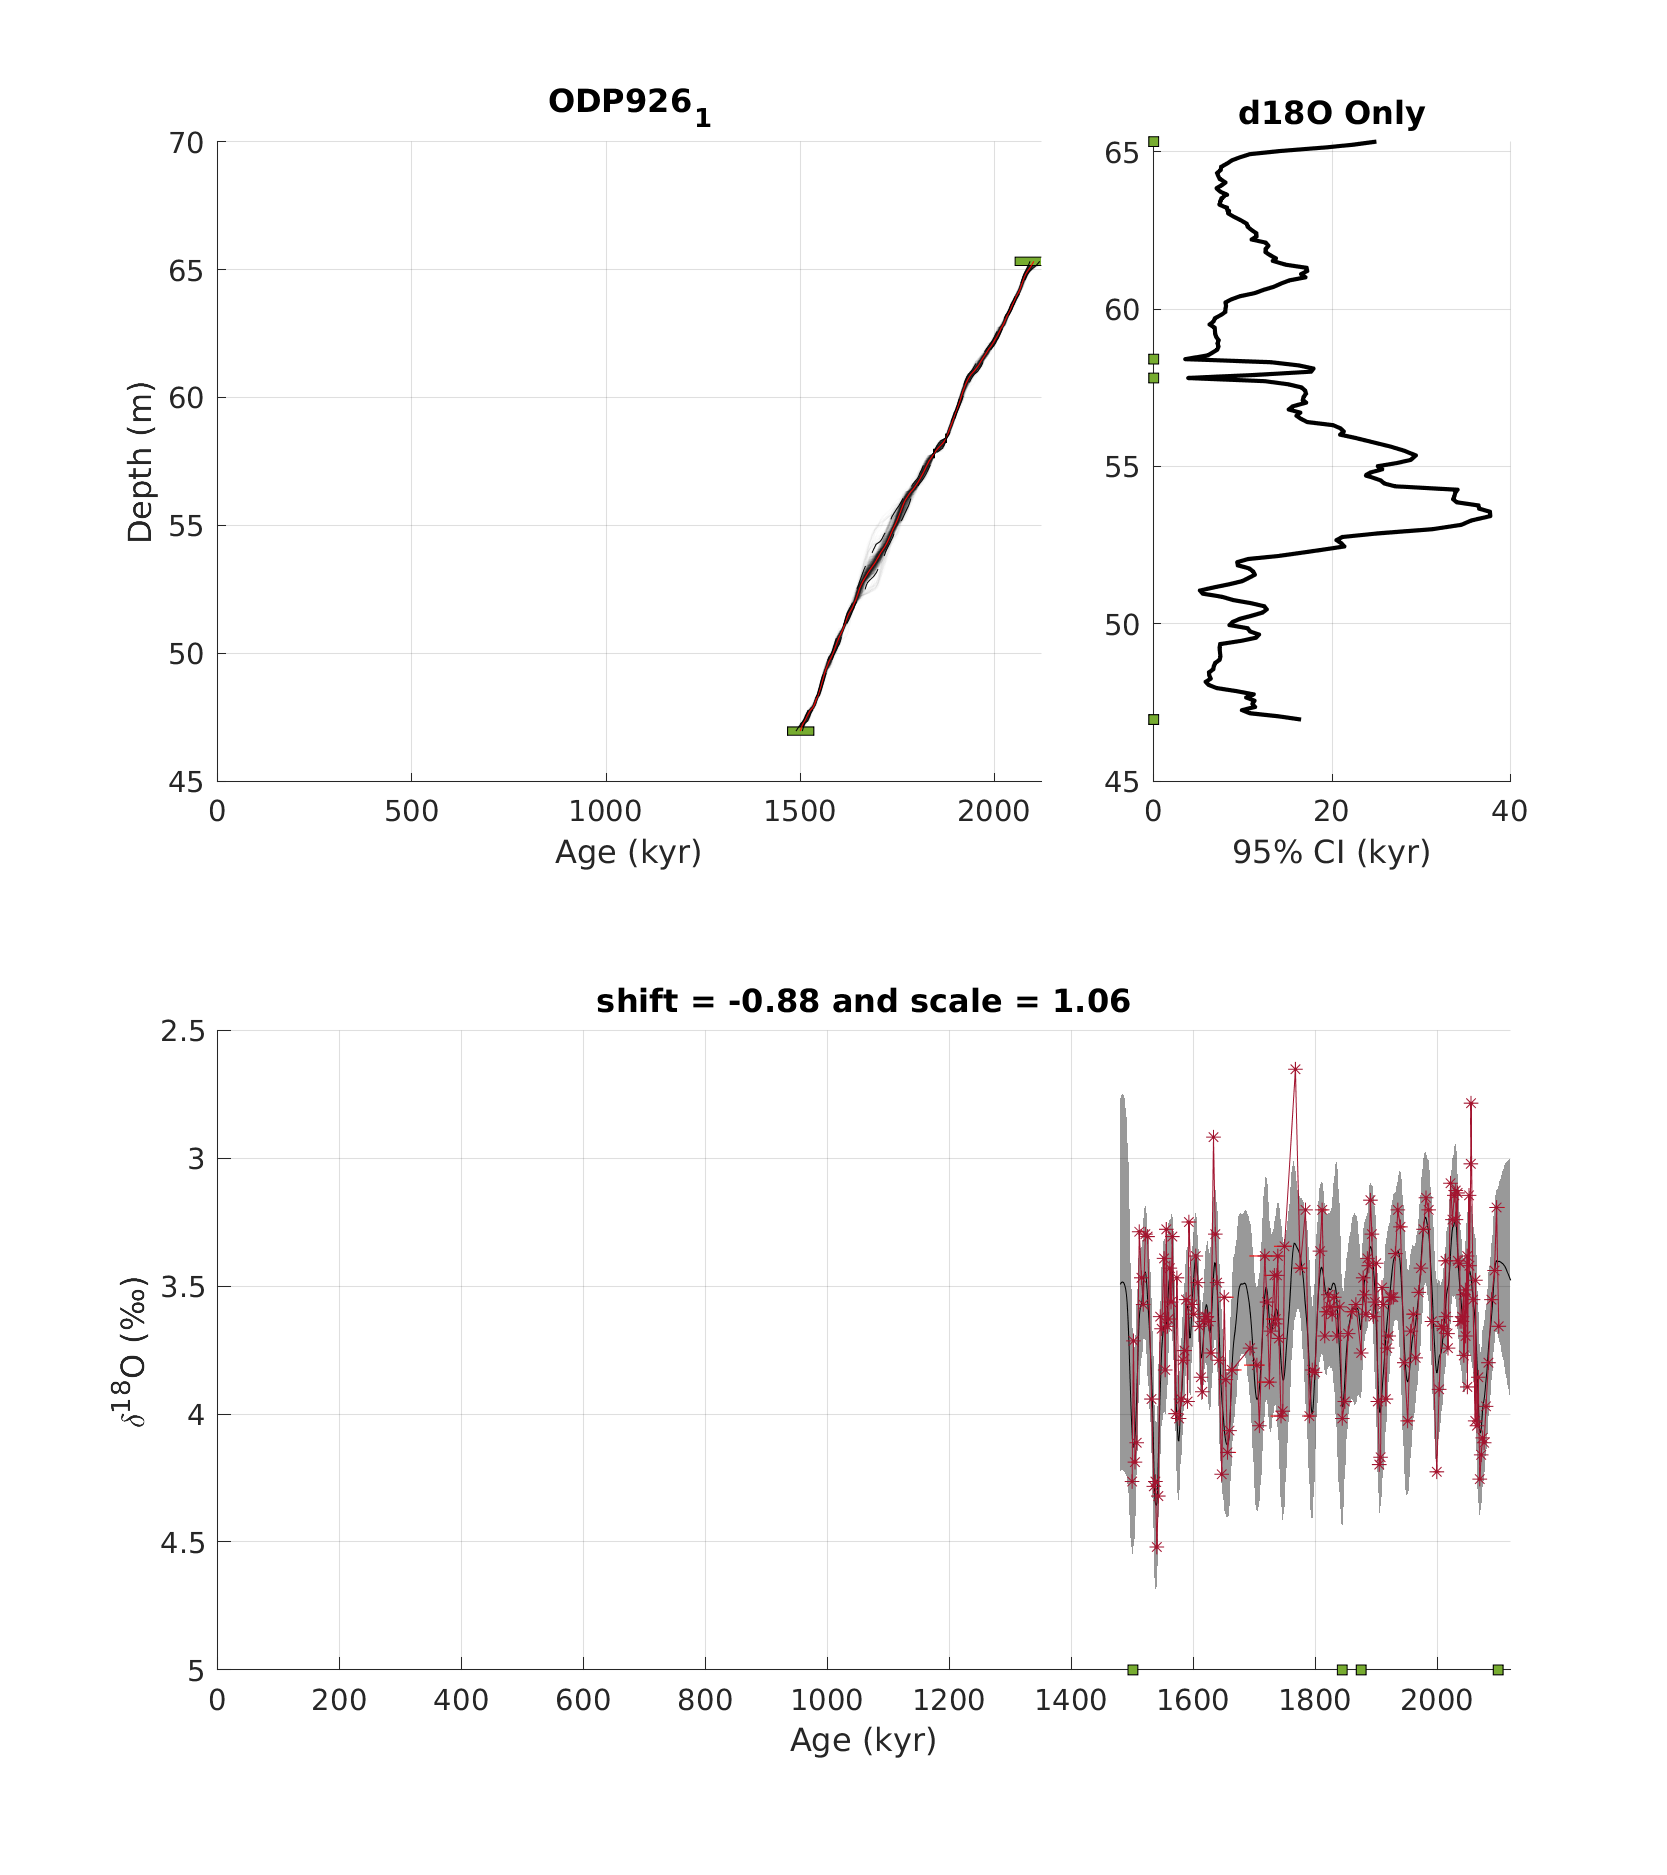 ODP926₁
70
65
60
55
50
45
0 500 1000 1500 2000
Age (kyr)
Depth (m)
d18O Only
65
60
55
50
45
0 20 40
95% CI (kyr)
shift = -0.88 and scale = 1.06
2.5
3
3.5
4
4.5
5
0 200 400 600 800 1000 1200 1400 1600 1800 2000
Age (kyr)
δ¹⁸O (‰)